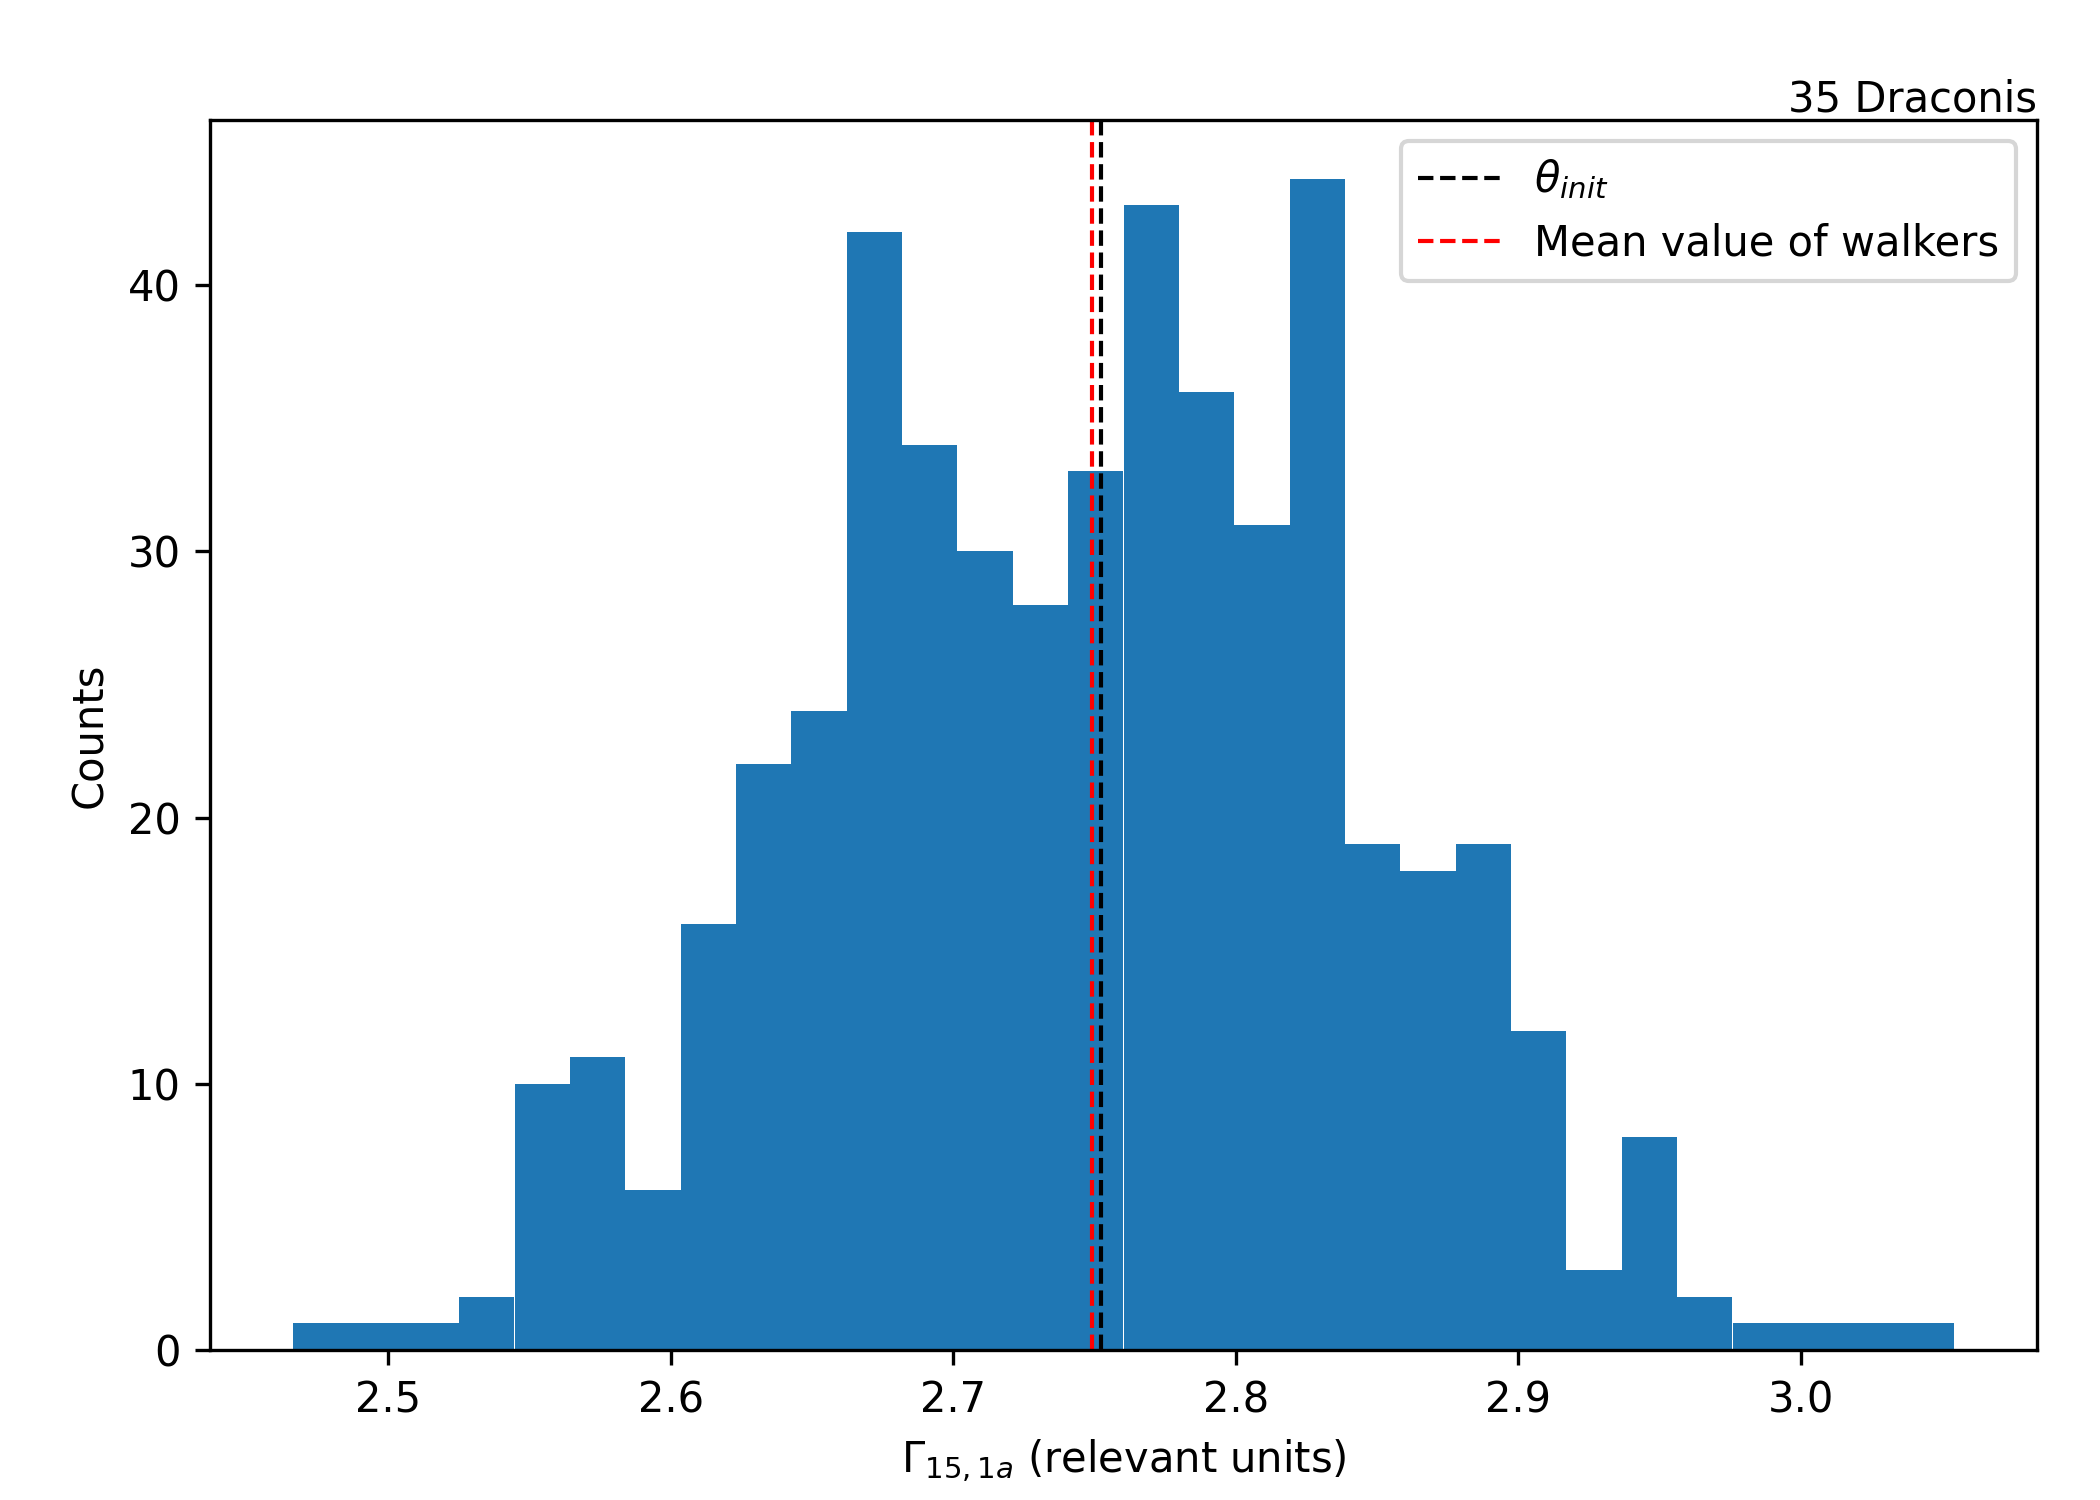 35 Draconis
θinit
Mean value of walkers
40
30
20
10
0
Counts
2.5 2.6 2.7 2.8 2.9 3.0
Γ15,1a (relevant units)